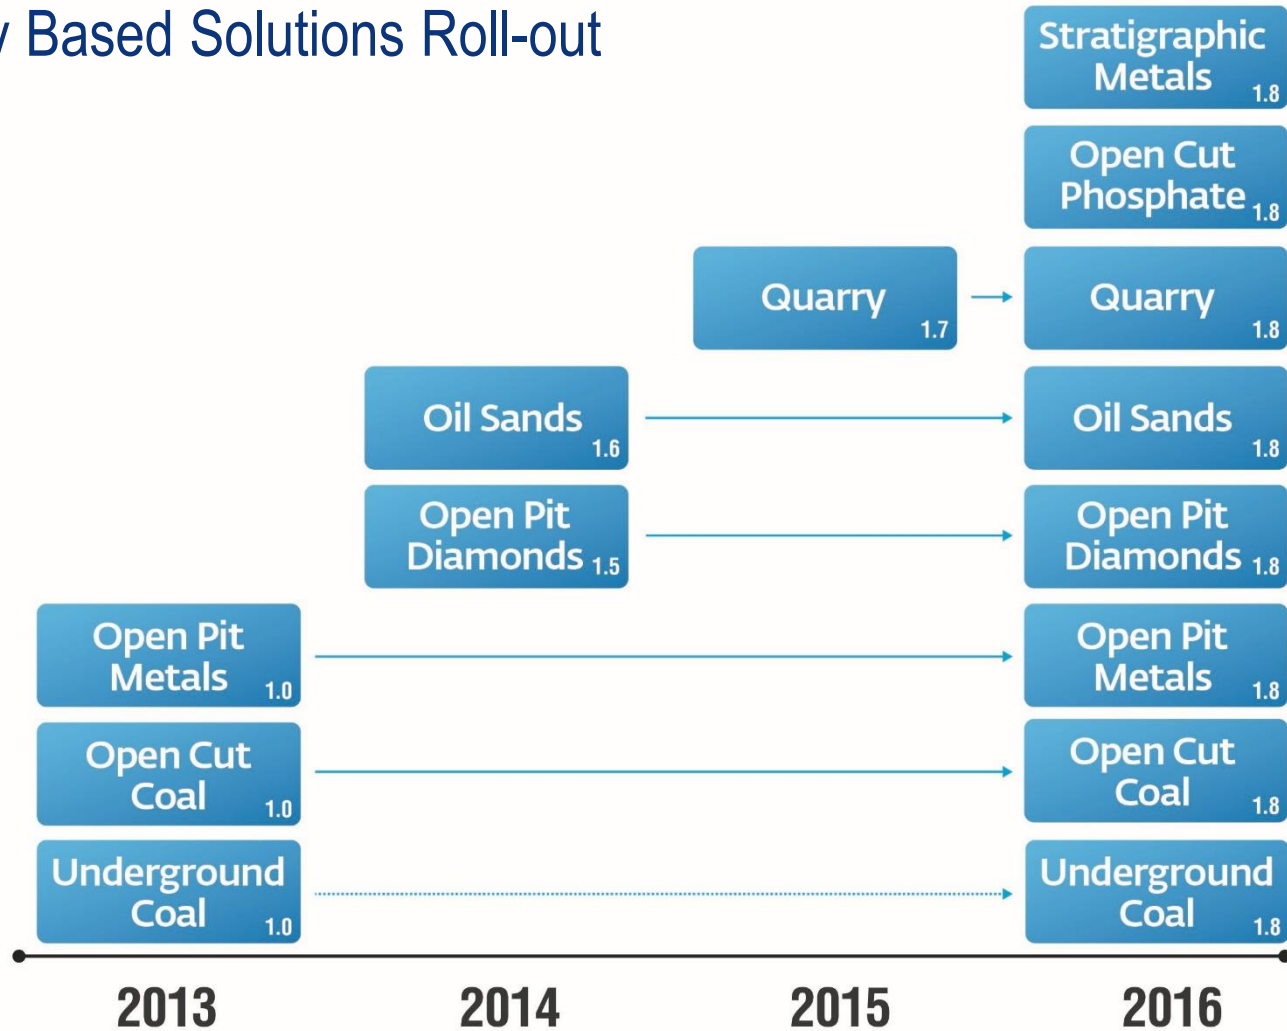 y Based Solutions Roll-out
Stratigraphic
Metals 1.8
Open Cut
Phosphate 1.8
Quarry 1.7
Quarry 1.8
Oil Sands 1.6
Oil Sands 1.8
Open Pit
Diamonds 1.5
Open Pit
Diamonds 1.8
Open Pit
Metals 1.0
Open Pit
Metals 1.8
Open Cut
Coal 1.0
Open Cut
Coal 1.8
Underground
Coal 1.0
Underground
Coal 1.8
2013 2014 2015 2016